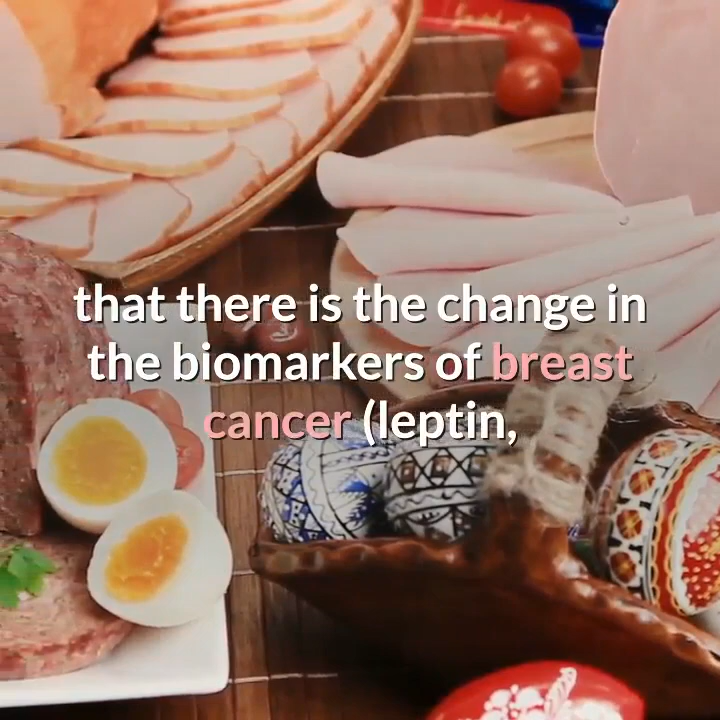 that there is the change in
the biomarkers of breast
cancer (leptin,